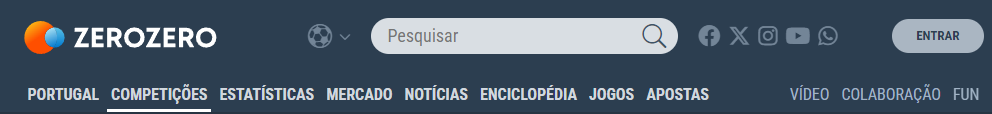 ZEROZERO Pesquisar ENTRAR
PORTUGAL COMPETIÇÕES ESTATÍSTICAS MERCADO NOTÍCIAS ENCICLOPÉDIA JOGOS APOSTAS VÍDEO COLABORAÇÃO FUN